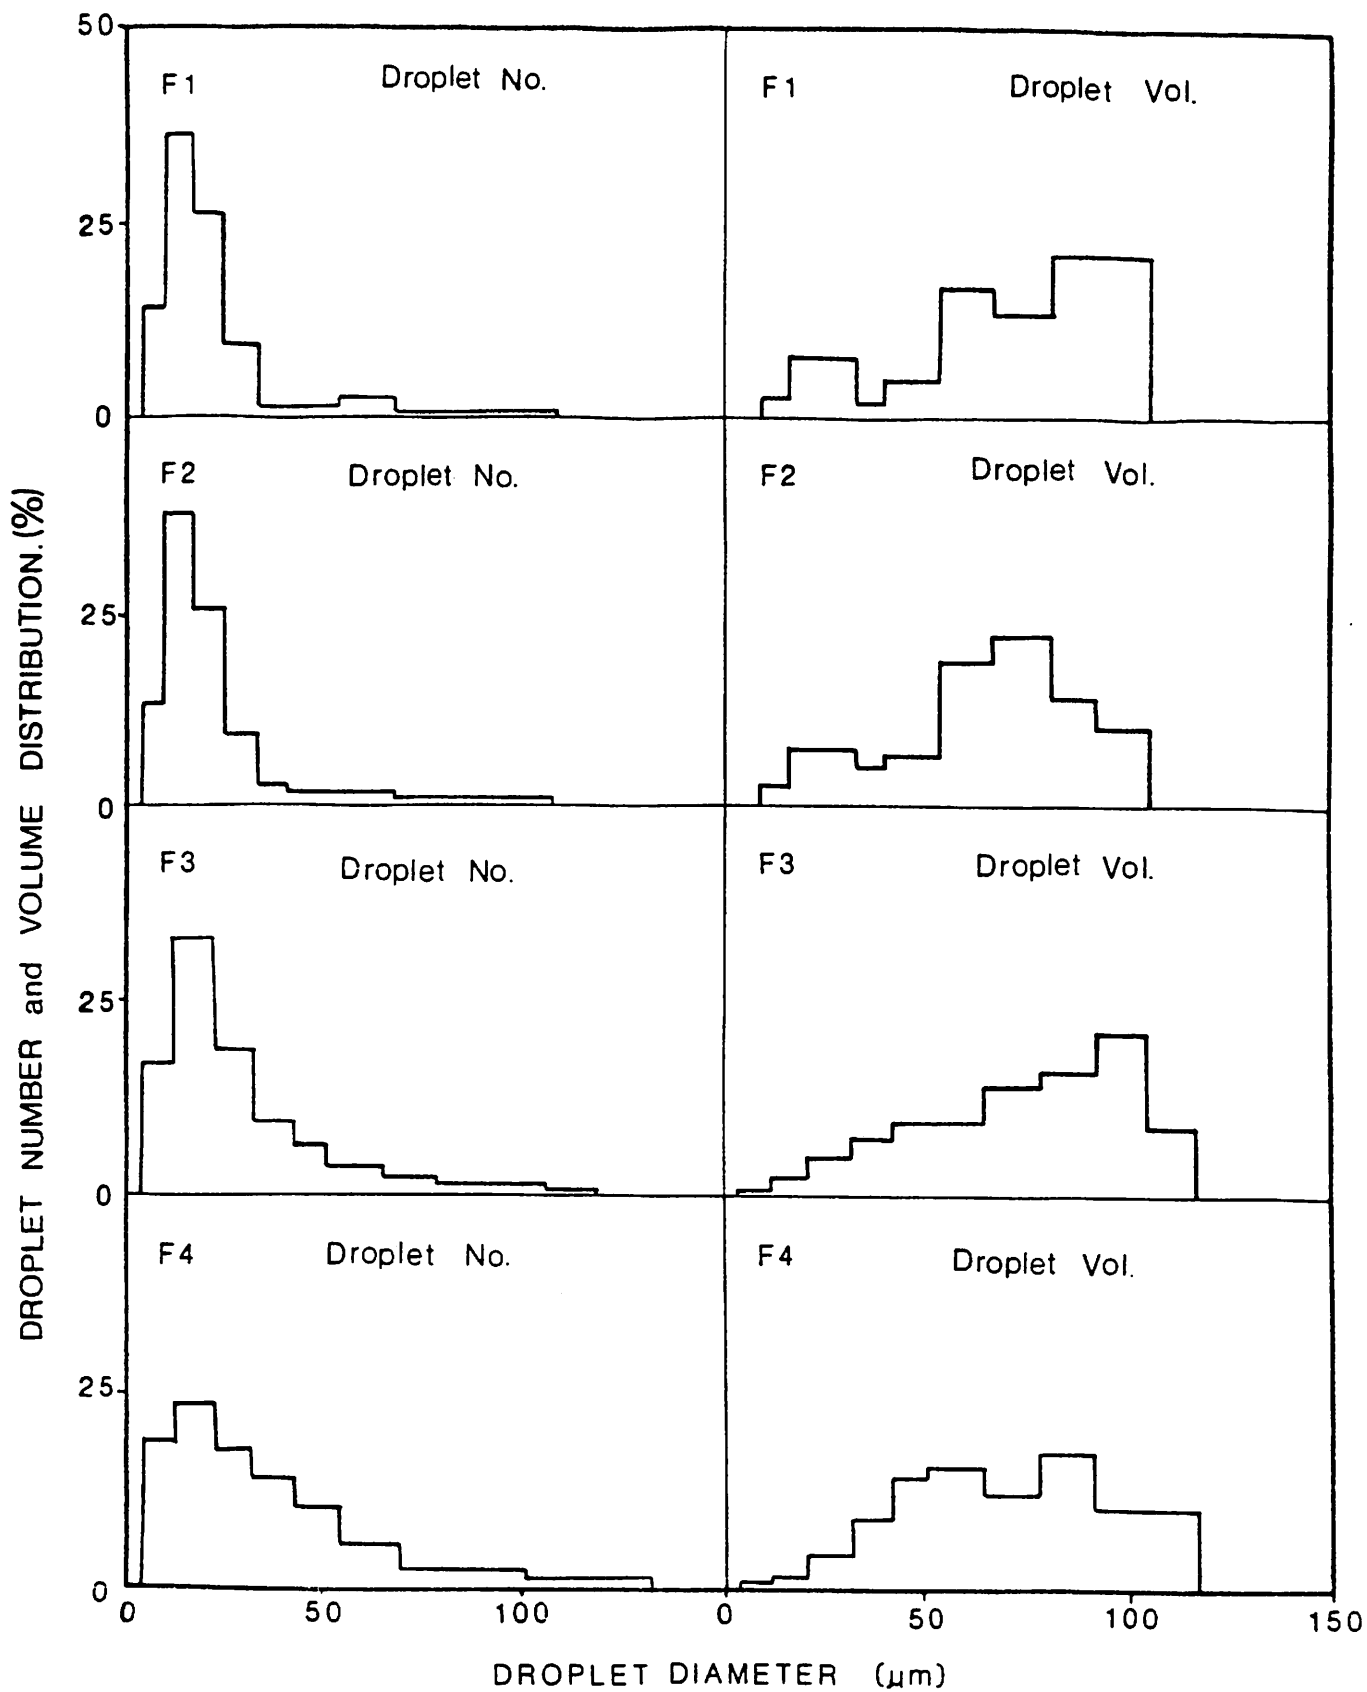 50
F1 Droplet No. F1 Droplet Vol.
25
0
F2 Droplet No. F2 Droplet Vol.
25
0
F3 Droplet No. F3 Droplet Vol.
25
0
F4 Droplet No. F4 Droplet Vol.
25
0
0 50 100 0 50 100 150
DROPLET DIAMETER (µm)
DROPLET NUMBER and VOLUME DISTRIBUTION.(%)